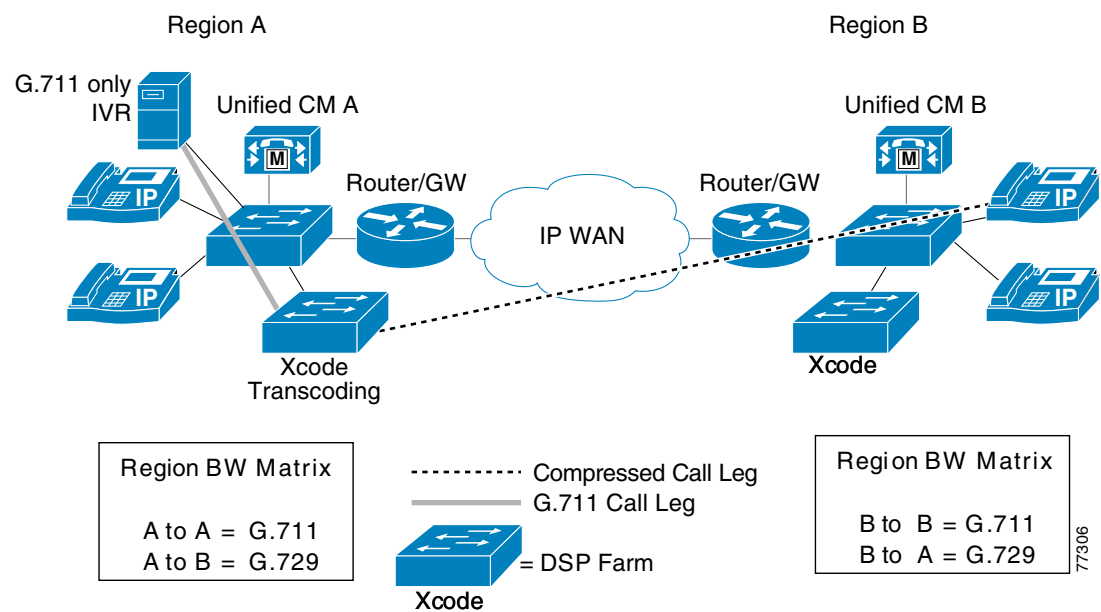 Region A
Region B
G.711 only
IVR
Unified CM A
Unified CM B
M
M
IP
IP
Router/GW
IP WAN
Router/GW
IP
IP
Xcode
Transcoding
Xcode
Region BW Matrix
A to A = G.711
A to B = G.729
Compressed Call Leg
G.711 Call Leg
= DSP Farm
Xcode
Region BW Matrix
B to B = G.711
B to A = G.729
77306